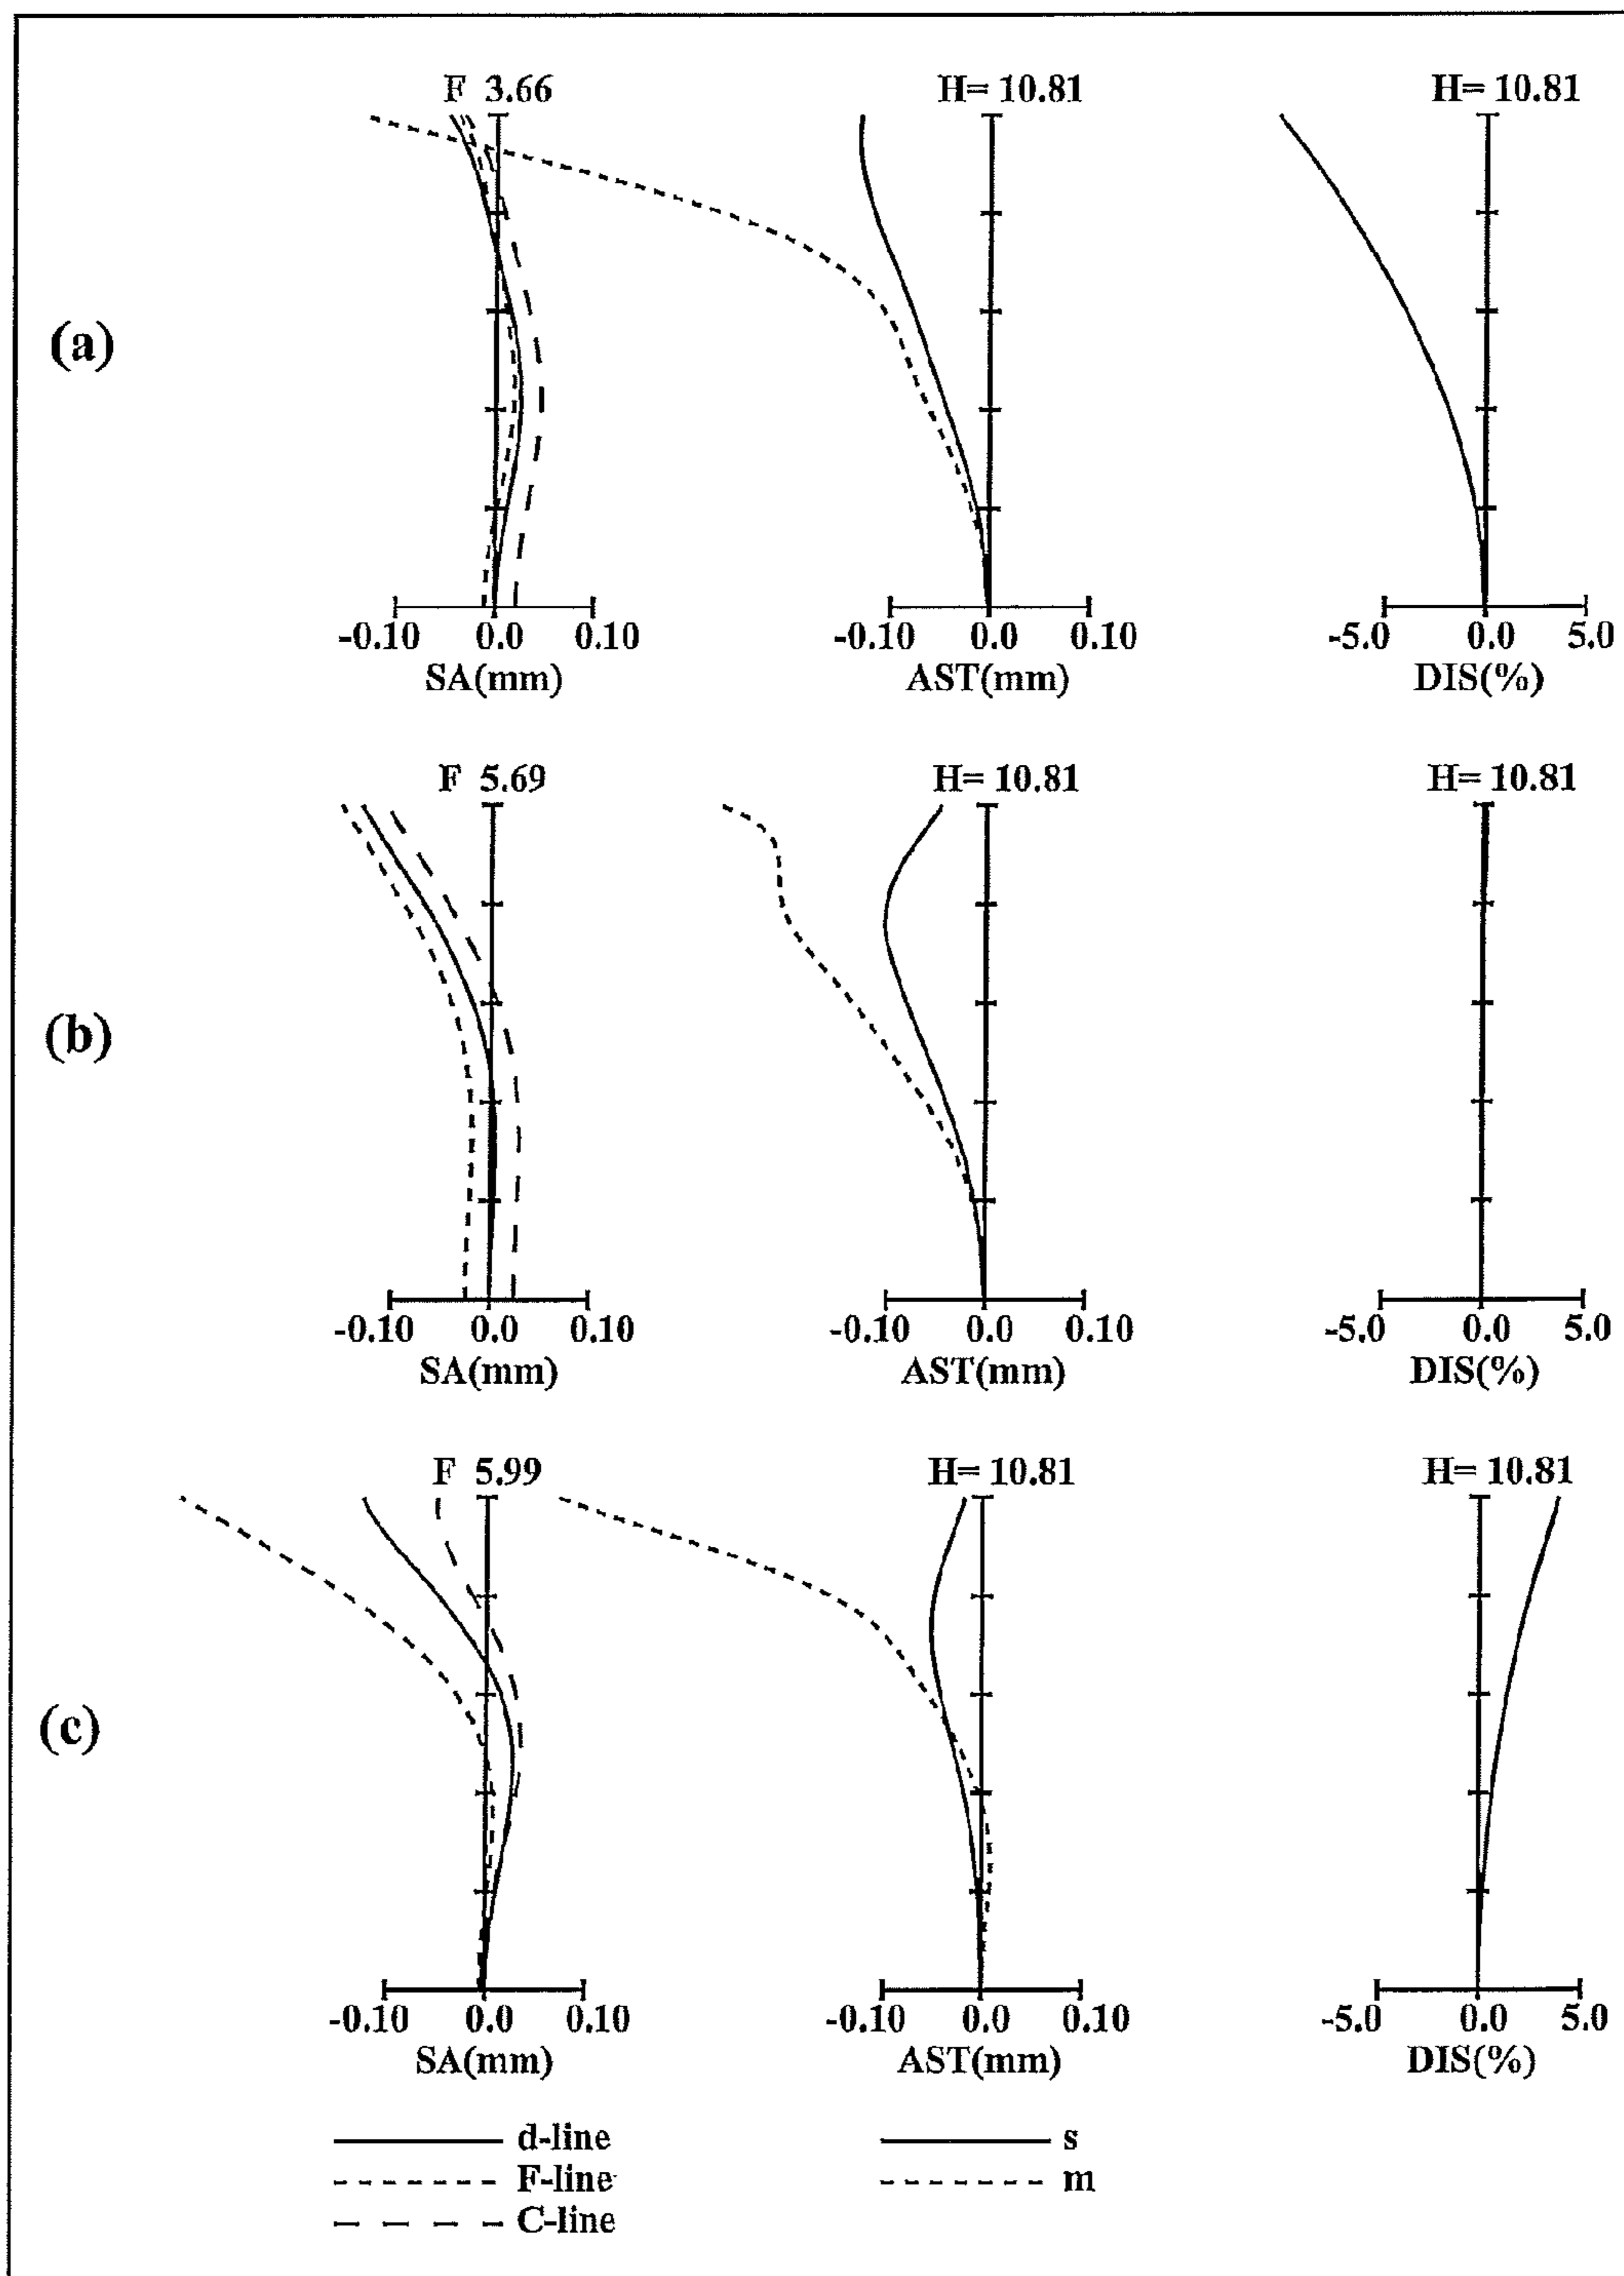 F 3.66 H= 10.81 H= 10.81
(a)
-0.10 0.0 0.10 -0.10 0.0 0.10 -5.0 0.0 5.0
SA(mm) AST(mm) DIS(%)
F 5.69 H= 10.81 H= 10.81
(b)
-0.10 0.0 0.10 -0.10 0.0 0.10 -5.0 0.0 5.0
SA(mm) AST(mm) DIS(%)
F 5.99 H= 10.81 H= 10.81
(c)
-0.10 0.0 0.10 -0.10 0.0 0.10 -5.0 0.0 5.0
SA(mm) AST(mm) DIS(%)
d-line s
F-line m
C-line